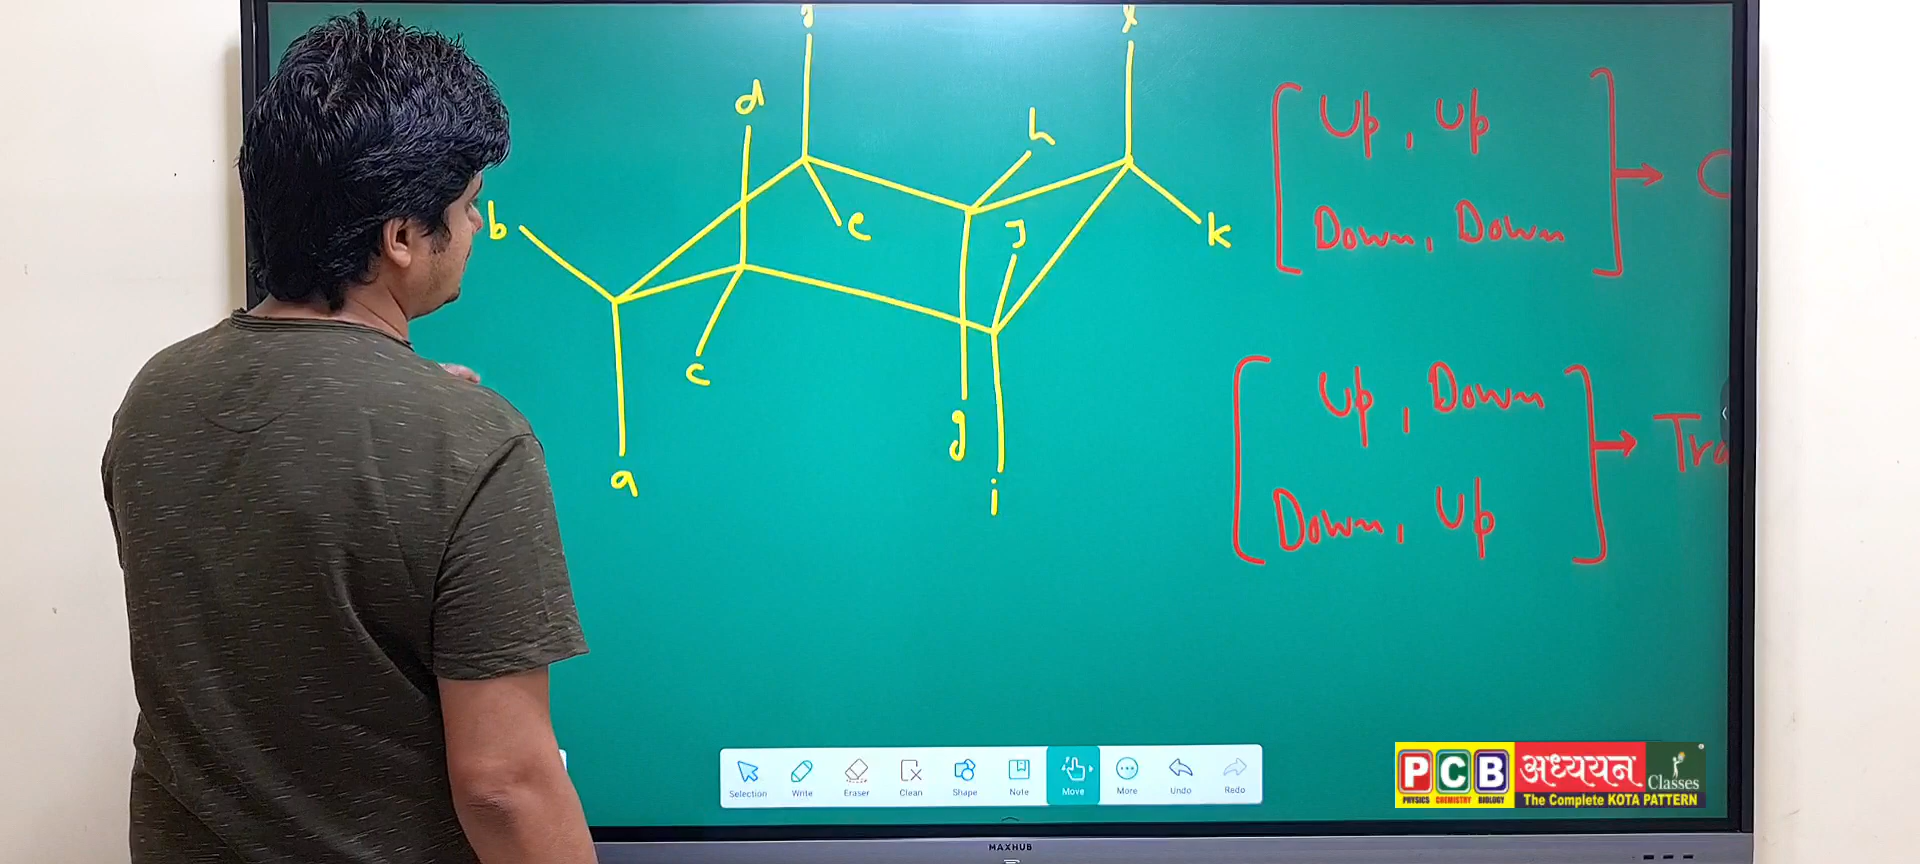 d
h
b
e
J
k
c
g
a
i
[ Up, Up
Down, Down ] →
[ Up, Down
Down, Up ] → Tra
Selection Write Eraser Clean Shape Note Move More Undo Redo
PCB अध्ययन Classes
PHYSICS CHEMISTRY BIOLOGY The Complete KOTA PATTERN
MAXHUB